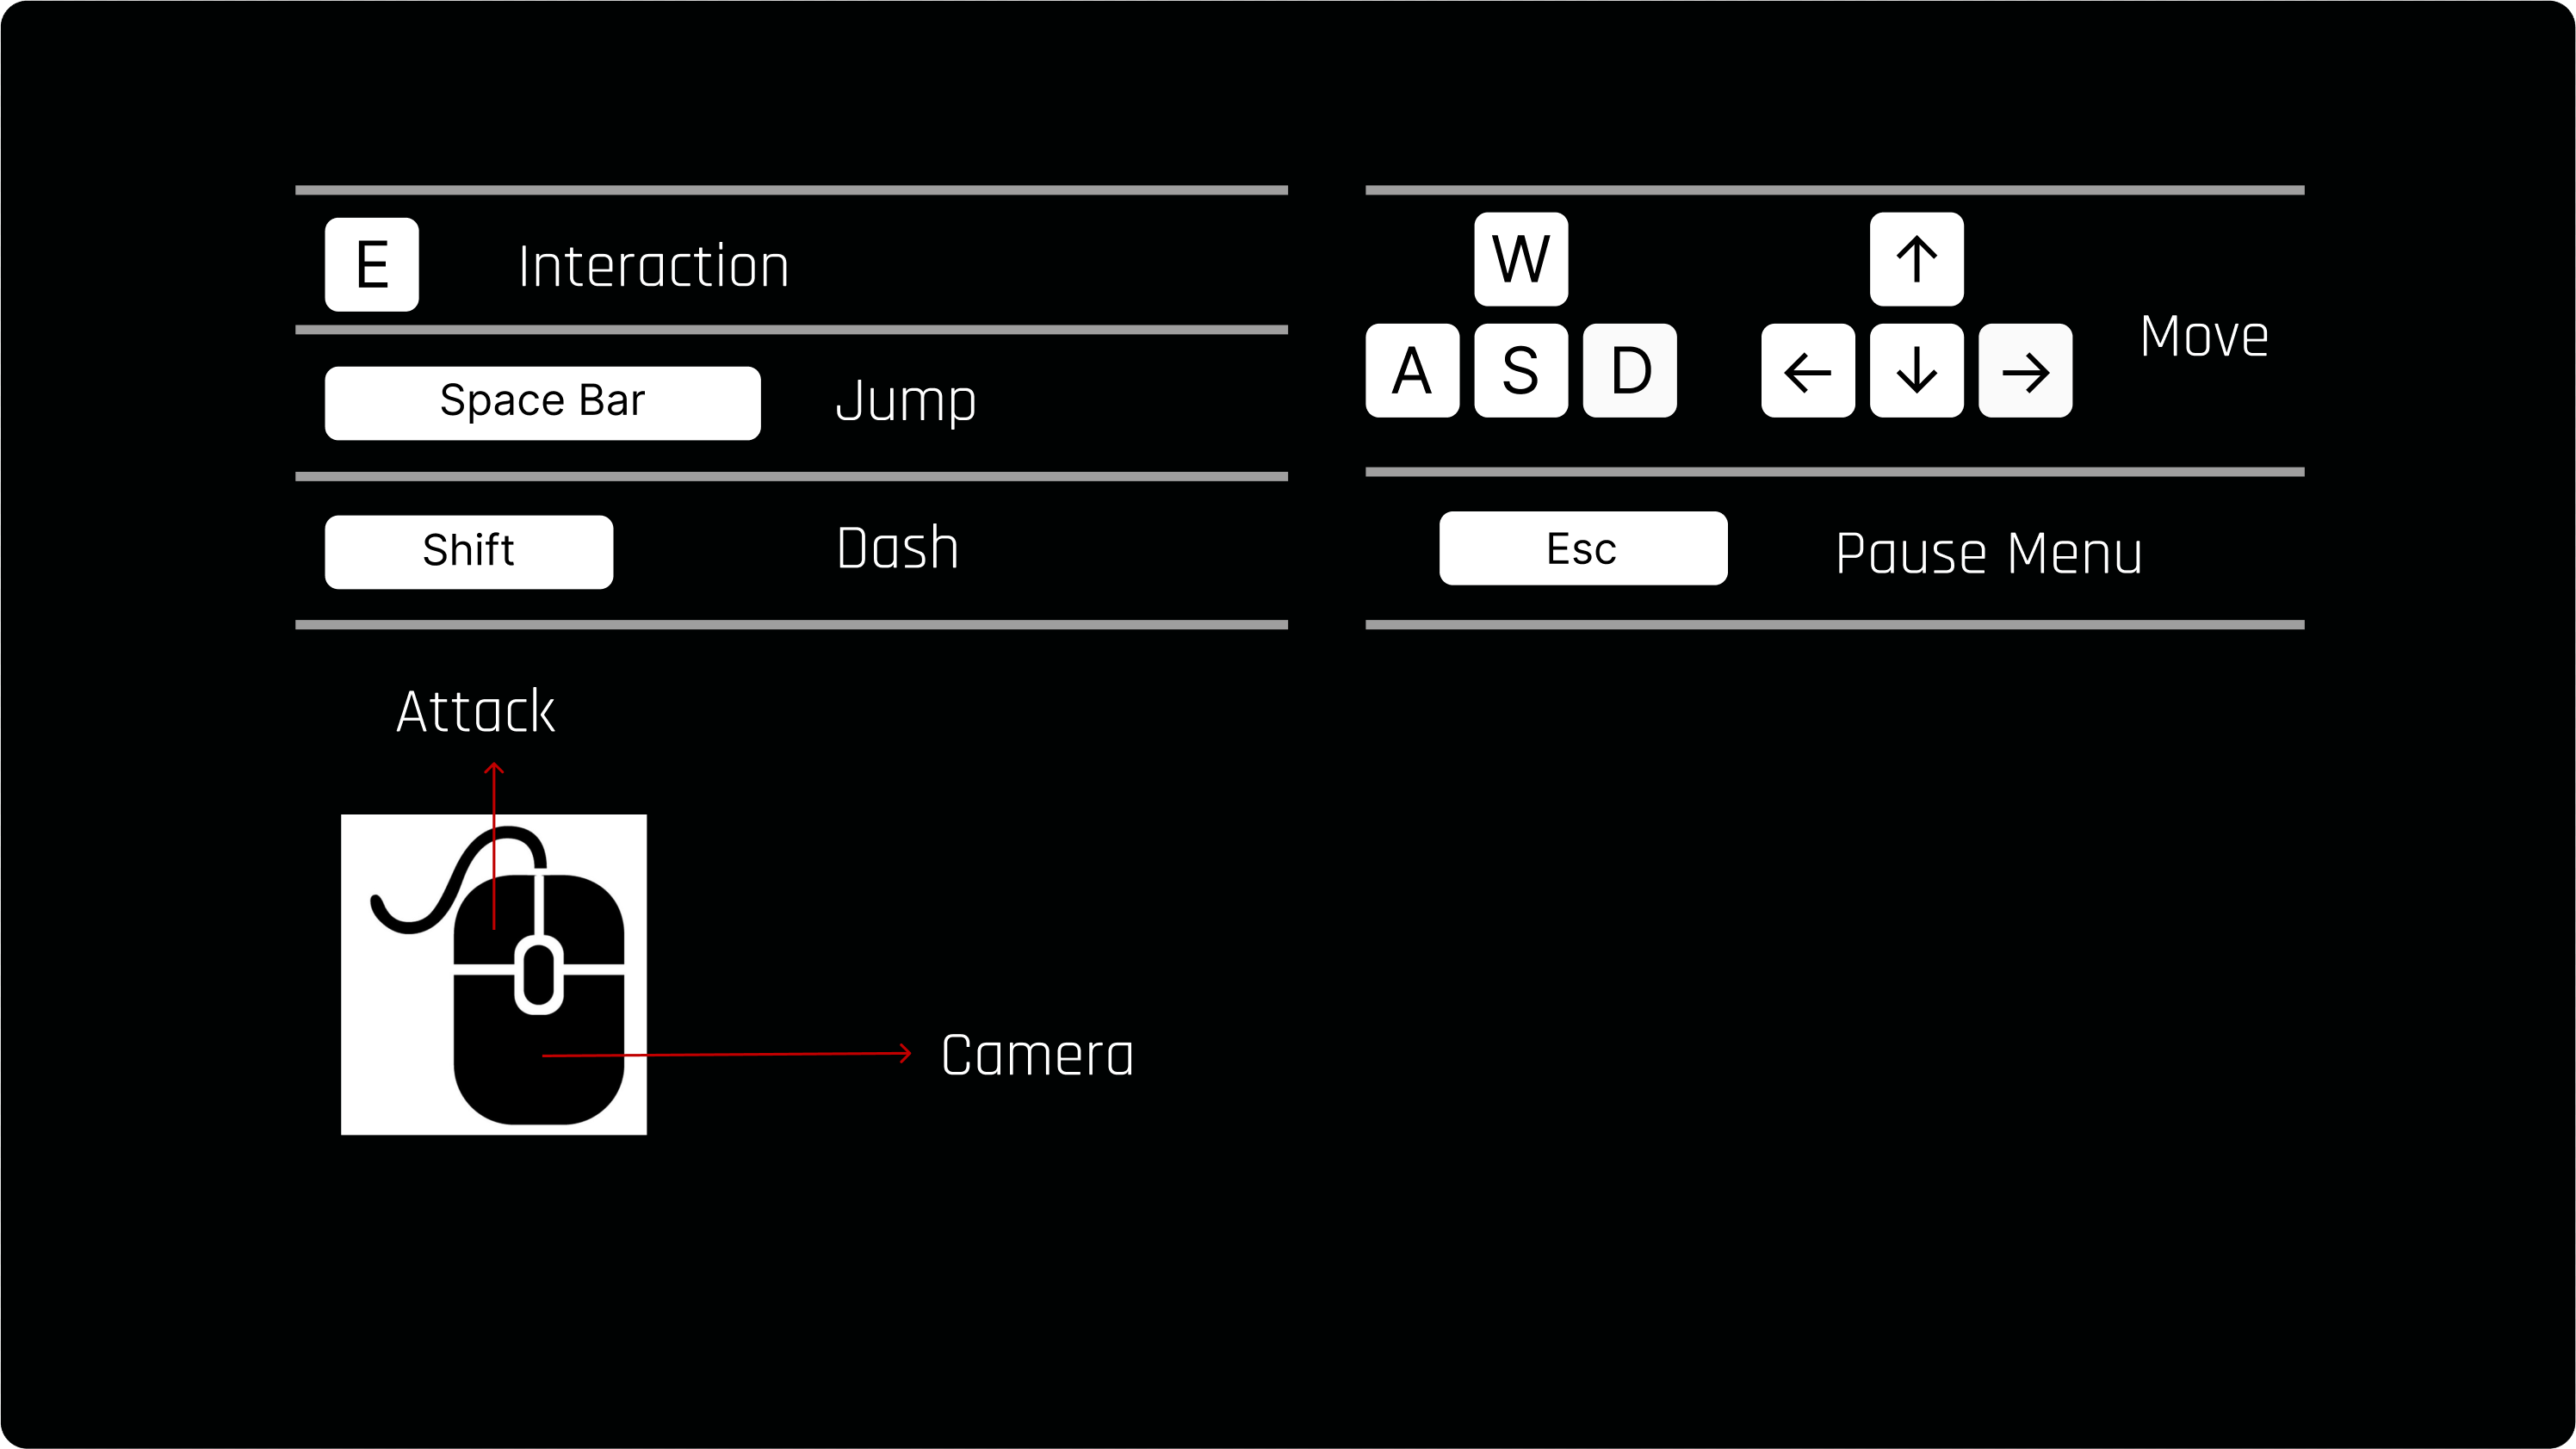 E Interaction
Space Bar Jump
Shift Dash
W ↑
A S D ← ↓ → Move
Esc Pause Menu
Attack
Camera